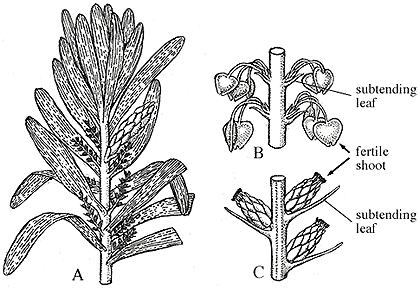 subtending
leaf
B
fertile
shoot
subtending
leaf
A
C